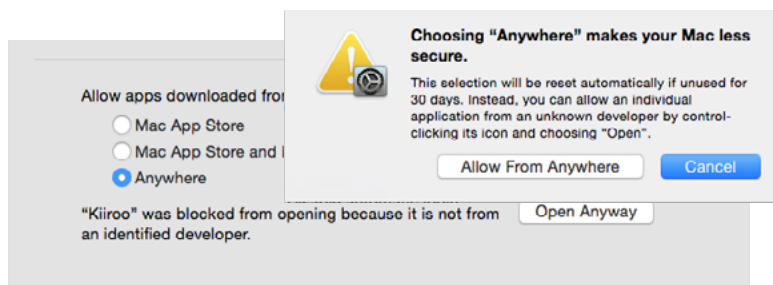 Choosing “Anywhere” makes your Mac less
secure.
This selection will be reset automatically if unused for
30 days. Instead, you can allow an individual
application from an unknown developer by control-
clicking its icon and choosing “Open”.
Allow From Anywhere
Cancel
Allow apps downloaded
Mac App Store
Mac App Store and
Anywhere
“Kiiroo” was blocked from opening because it is not from
an identified developer.
Open Anyway